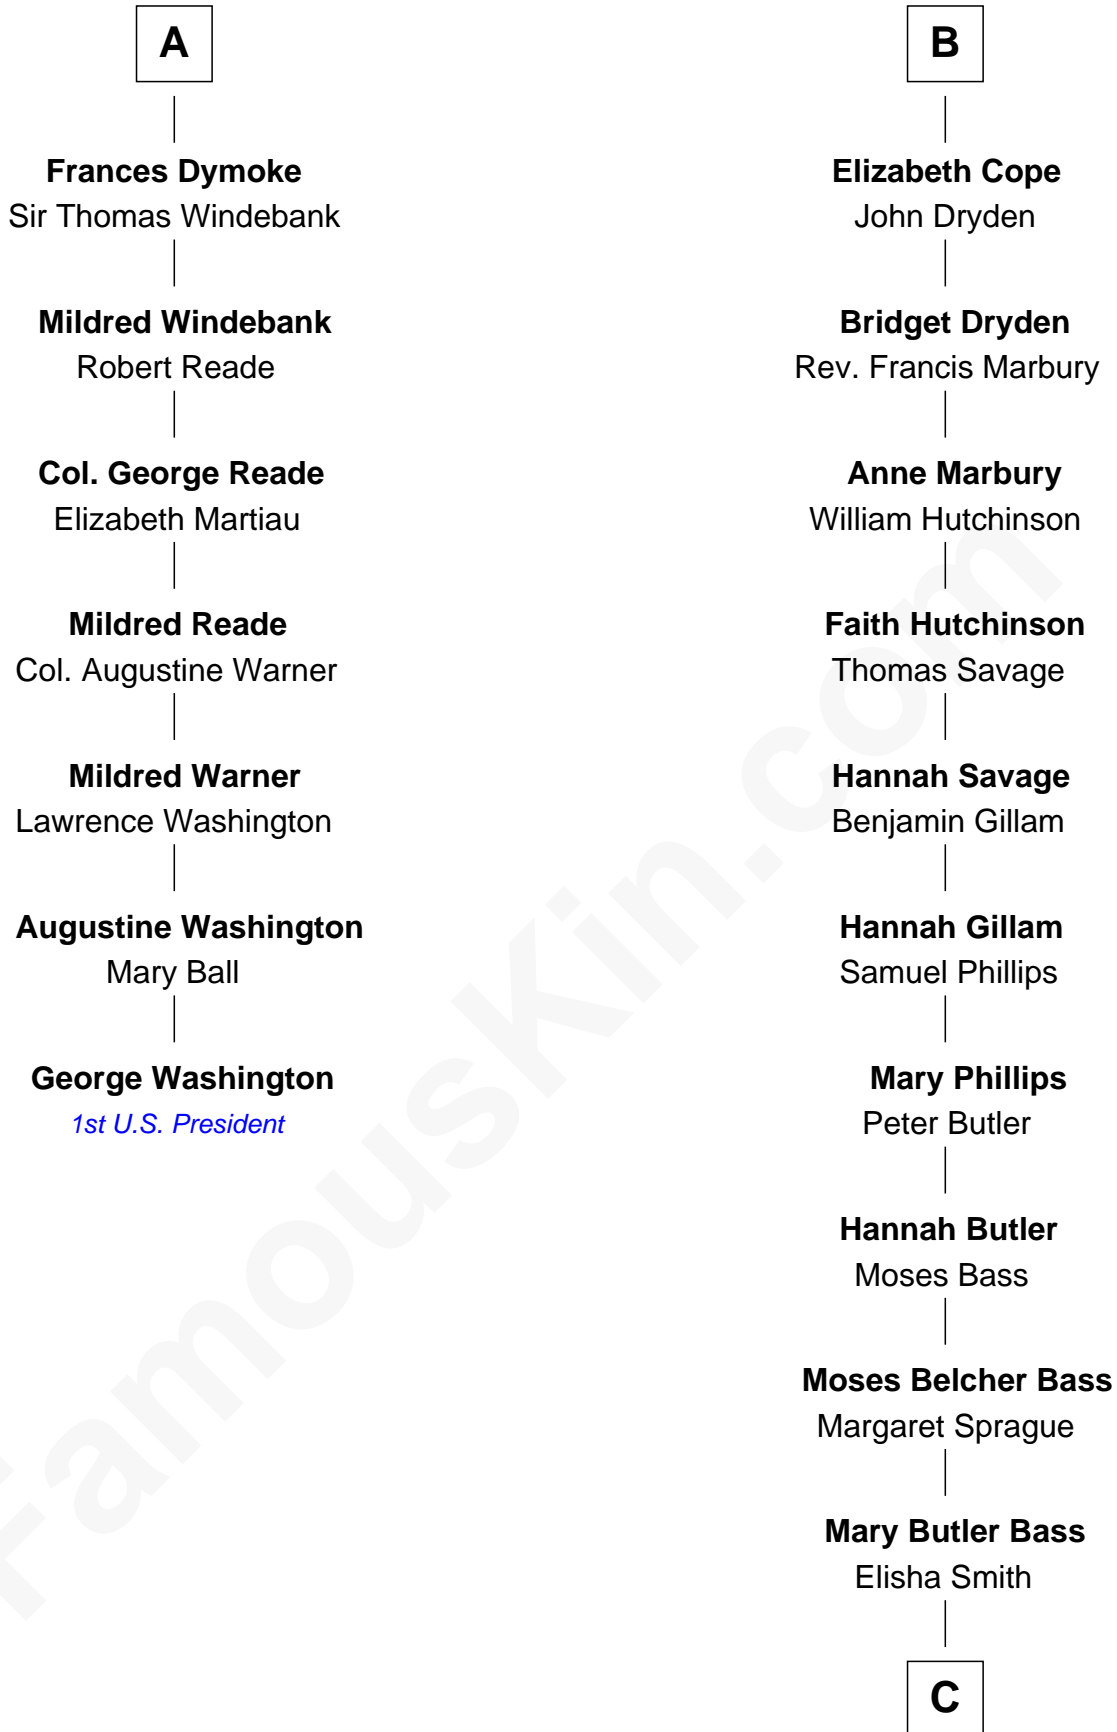 A
Frances Dymoke
Sir Thomas Windebank
Mildred Windebank
Robert Reade
Col. George Reade
Elizabeth Martiau
Mildred Reade
Col. Augustine Warner
Mildred Warner
Lawrence Washington
Augustine Washington
Mary Ball
George Washington
1st U.S. President
B
Elizabeth Cope
John Dryden
Bridget Dryden
Rev. Francis Marbury
Anne Marbury
William Hutchinson
Faith Hutchinson
Thomas Savage
Hannah Savage
Benjamin Gillam
Hannah Gillam
Samuel Phillips
Mary Phillips
Peter Butler
Hannah Butler
Moses Bass
Moses Belcher Bass
Margaret Sprague
Mary Butler Bass
Elisha Smith
C
FamousKin.com